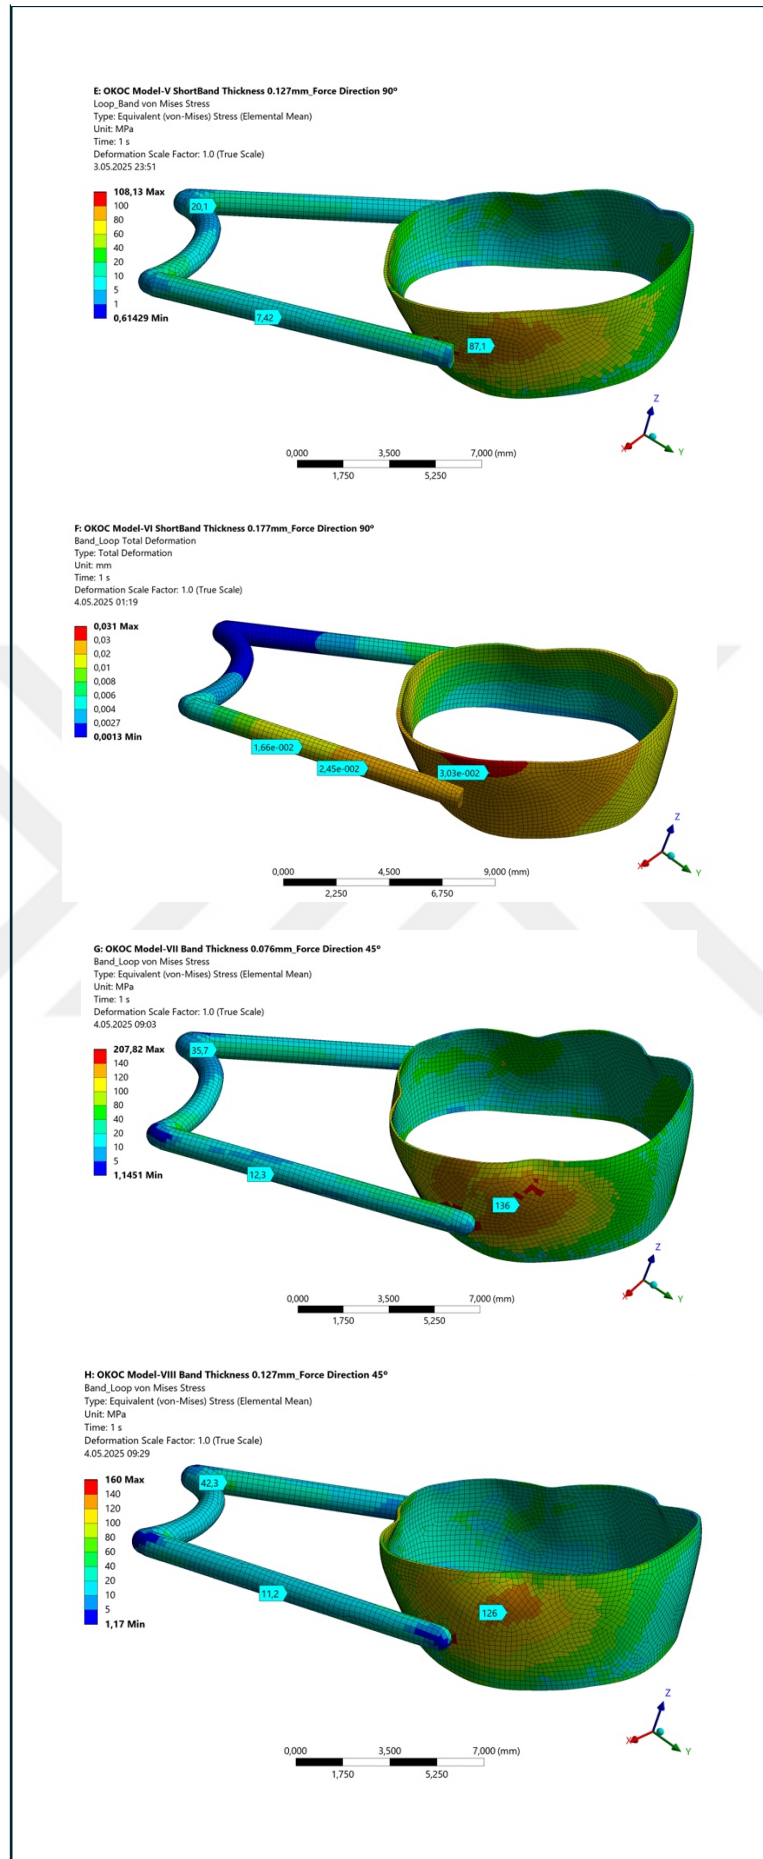 E: OKOC Model-V ShortBand Thickness 0.127mm_Force Direction 90º
Loop_Band von Mises Stress
Type: Equivalent (von-Mises) Stress (Elemental Mean)
Unit: MPa
Time: 1 s
Deformation Scale Factor: 1.0 (True Scale)
3.05.2025 23:51
108,13 Max
100
80
60
40
20
10
5
1
0,61429 Min
20,1
7,42
87,1
Z
X
Y
0,000 3,500 7,000 (mm)
1,750 5,250
F: OKOC Model-VI ShortBand Thickness 0.177mm_Force Direction 90º
Band_Loop Total Deformation
Type: Total Deformation
Unit: mm
Time: 1 s
Deformation Scale Factor: 1.0 (True Scale)
4.05.2025 01:19
0,031 Max
0,03
0,02
0,01
0,008
0,006
0,004
0,0027
0,0013 Min
1,66e-002
2,45e-002
3,03e-002
Z
X
Y
0,000 4,500 9,000 (mm)
2,250 6,750
G: OKOC Model-VII Band Thickness 0.076mm_Force Direction 45º
Band_Loop von Mises Stress
Type: Equivalent (von-Mises) Stress (Elemental Mean)
Unit: MPa
Time: 1 s
Deformation Scale Factor: 1.0 (True Scale)
4.05.2025 09:03
207,82 Max
140
120
100
80
40
20
10
5
1,1451 Min
35,7
12,3
136
Z
X
Y
0,000 3,500 7,000 (mm)
1,750 5,250
H: OKOC Model-VIII Band Thickness 0.127mm_Force Direction 45º
Band_Loop von Mises Stress
Type: Equivalent (von-Mises) Stress (Elemental Mean)
Unit: MPa
Time: 1 s
Deformation Scale Factor: 1.0 (True Scale)
4.05.2025 09:29
160 Max
140
120
100
80
60
40
20
10
5
1,17 Min
42,3
11,2
126
Z
X
Y
0,000 3,500 7,000 (mm)
1,750 5,250